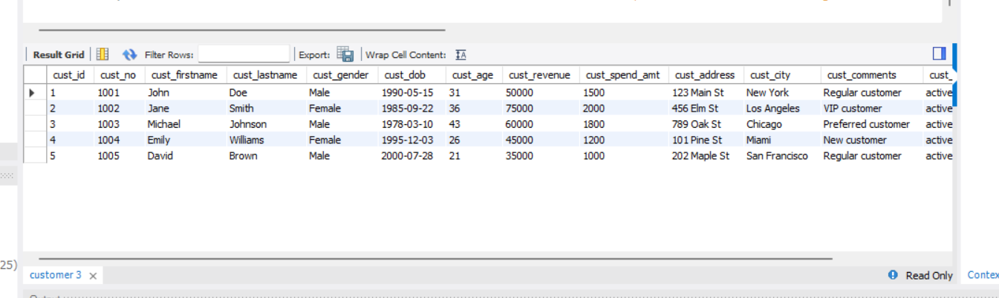 Result Grid Filter Rows: Export: Wrap Cell Content:
cust_id cust_no cust_firstname cust_lastname cust_gender cust_dob cust_age cust_revenue cust_spend_amt cust_address cust_city cust_comments cust_
1 1001 John Doe Male 1990-05-15 31 50000 1500 123 Main St New York Regular customer active
2 1002 Jane Smith Female 1985-09-22 36 75000 2000 456 Elm St Los Angeles VIP customer active
3 1003 Michael Johnson Male 1978-03-10 43 60000 1800 789 Oak St Chicago Preferred customer active
4 1004 Emily Williams Female 1995-12-03 26 45000 1200 101 Pine St Miami New customer active
5 1005 David Brown Male 2000-07-28 21 35000 1000 202 Maple St San Francisco Regular customer active
25)
customer 3 Read Only Contex